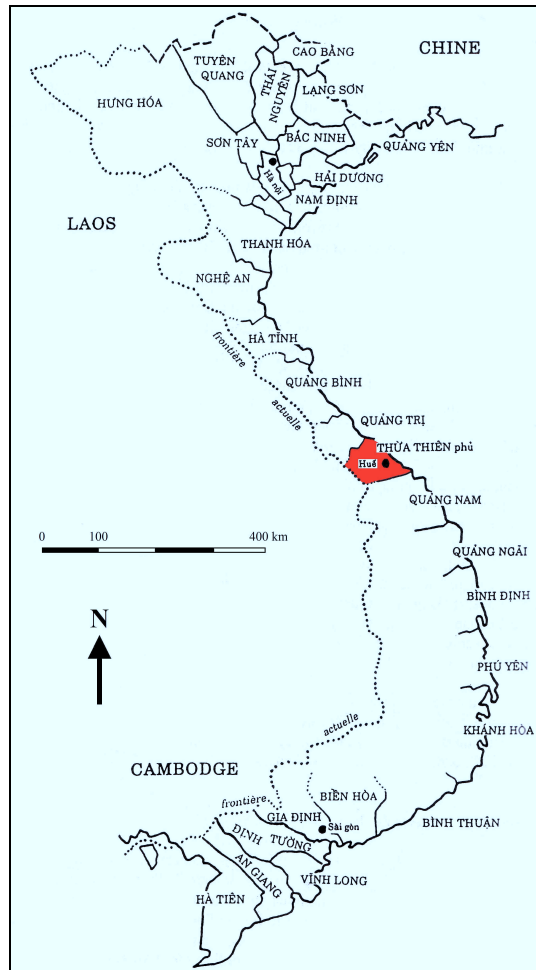 CAO BẰNG
CHINE
TUYÊN
QUANG
THÁI
NGUYÊN
LẠNG SƠN
HƯNG HÓA
SƠN TÂY
BẮC NINH
QUẢNG YÊN
Hà nội
HẢI DƯƠNG
NAM ĐỊNH
LAOS
THANH HÓA
NGHỆ AN
HÀ TĨNH
frontière
QUẢNG BÌNH
actuelle
QUẢNG TRỊ
THỪA THIÊN phủ
Huế
QUẢNG NAM
0 100 400 km
QUẢNG NGÃI
BÌNH ĐỊNH
N
PHÚ YÊN
KHÁNH HÒA
actuelle
CAMBODGE
BIÊN HÒA
frontière
GIA ĐỊNH
BÌNH THUẬN
Sài gòn
ĐỊNH TƯỜNG
AN GIANG
VĨNH LONG
HÀ TIÊN